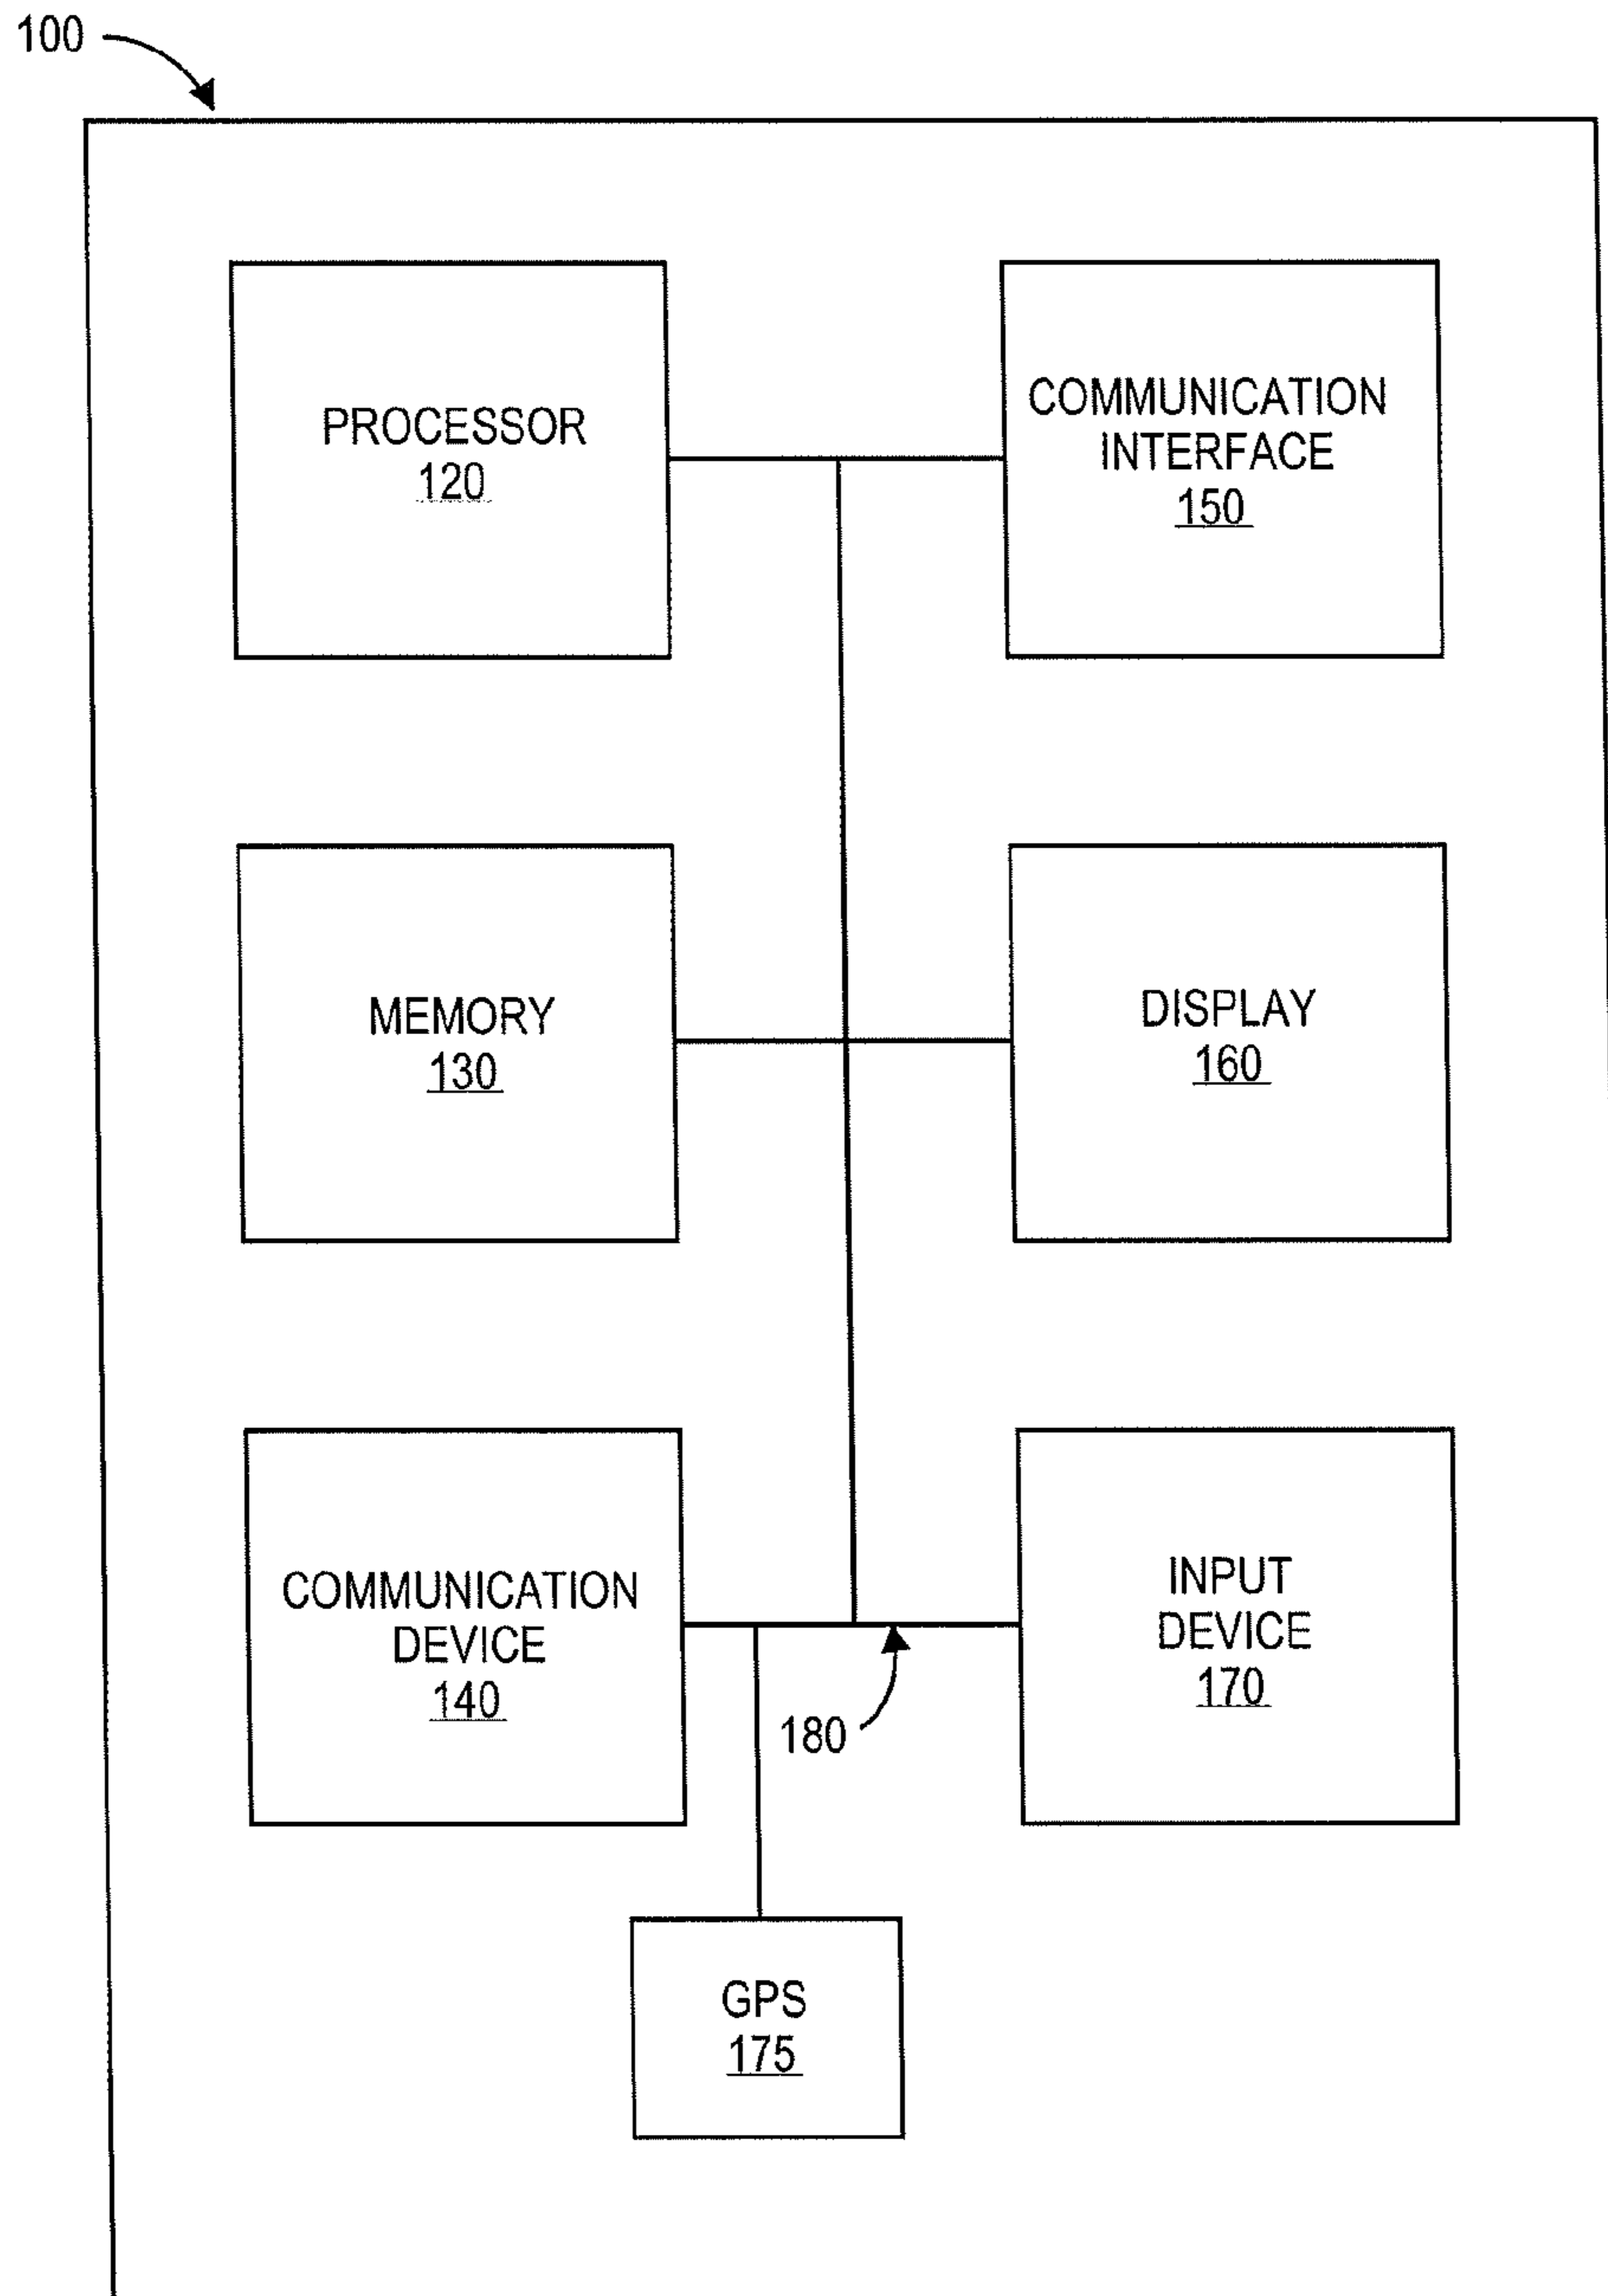 100
PROCESSOR
120
COMMUNICATION
INTERFACE
150
MEMORY
130
DISPLAY
160
COMMUNICATION
DEVICE
140
INPUT
DEVICE
170
180
GPS
175